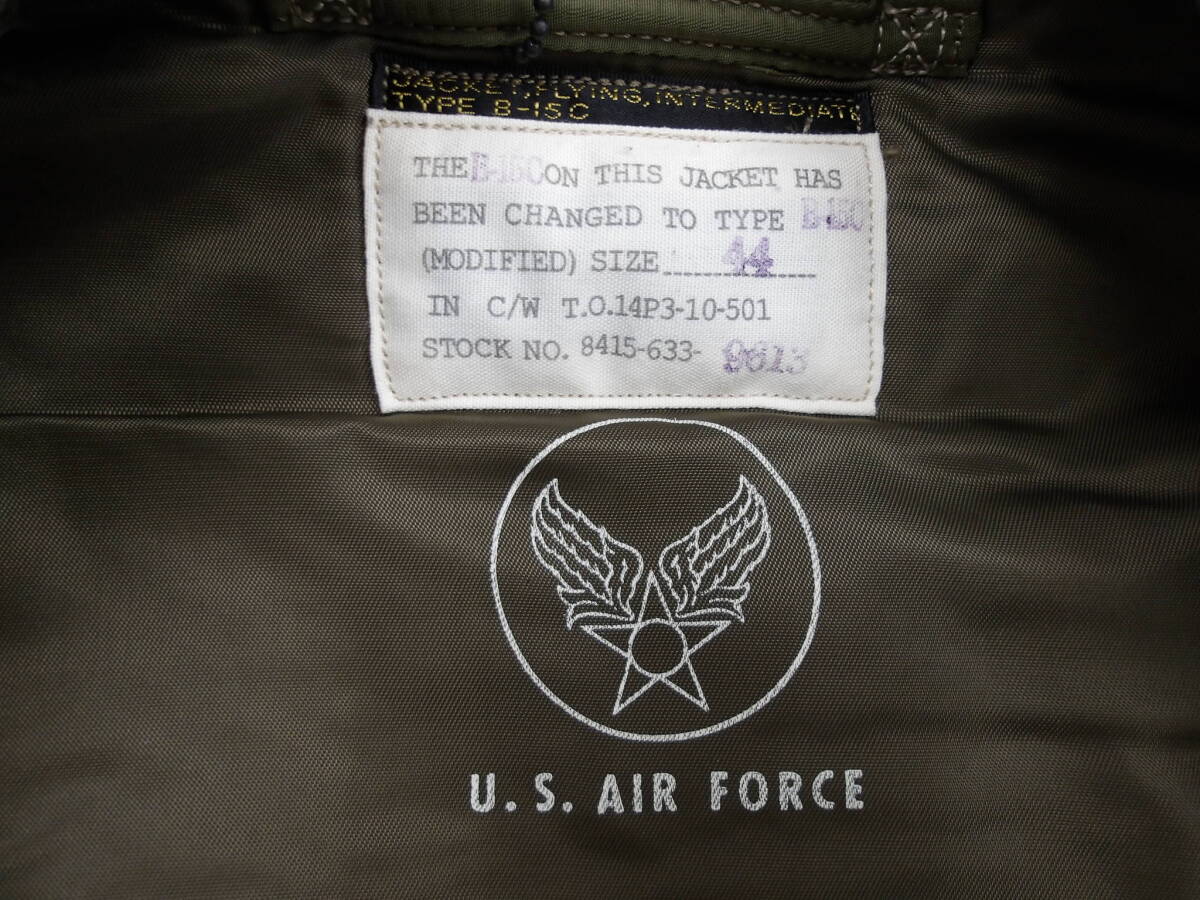 JACKET, FLYING, INTERMEDIATE
TYPE B-15C
THE B-15C ON THIS JACKET HAS
BEEN CHANGED TO TYPE B-15C
(MODIFIED) SIZE 44
IN C/W T.O.14P3-10-501
STOCK NO. 8415-633-9613
U.S. AIR FORCE